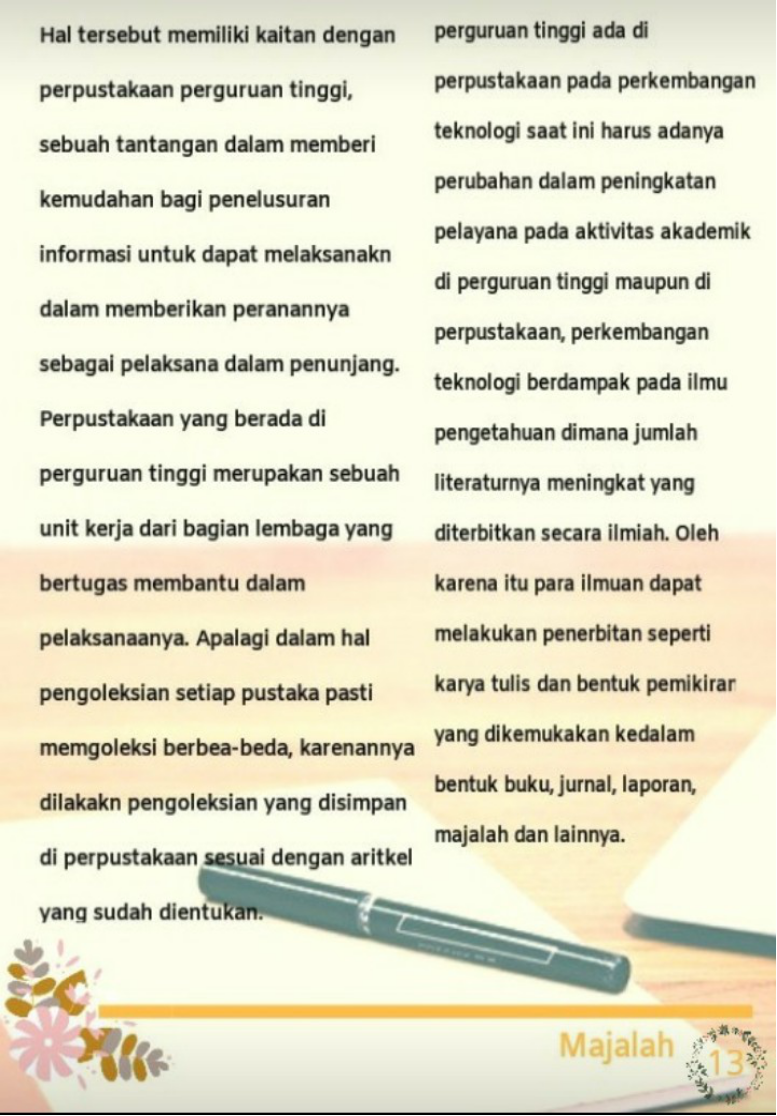 Hal tersebut memiliki kaitan dengan
perpustakaan perguruan tinggi,
sebuah tantangan dalam memberi
kemudahan bagi penelusuran
informasi untuk dapat melaksanakn
dalam memberikan peranannya
sebagai pelaksana dalam penunjang.
Perpustakaan yang berada di
perguruan tinggi merupakan sebuah
unit kerja dari bagian lembaga yang
bertugas membantu dalam
pelaksanaanya. Apalagi dalam hal
pengoleksian setiap pustaka pasti
memgoleksi berbea-beda, karenannya
dilakakn pengoleksian yang disimpan
di perpustakaan sesuai dengan aritkel
yang sudah dientukan.
perguruan tinggi ada di
perpustakaan pada perkembangan
teknologi saat ini harus adanya
perubahan dalam peningkatan
pelayana pada aktivitas akademik
di perguruan tinggi maupun di
perpustakaan, perkembangan
teknologi berdampak pada ilmu
pengetahuan dimana jumlah
literaturnya meningkat yang
diterbitkan secara ilmiah. Oleh
karena itu para ilmuan dapat
melakukan penerbitan seperti
karya tulis dan bentuk pemikiran
yang dikemukakan kedalam
bentuk buku, jurnal, laporan,
majalah dan lainnya.
Majalah
13